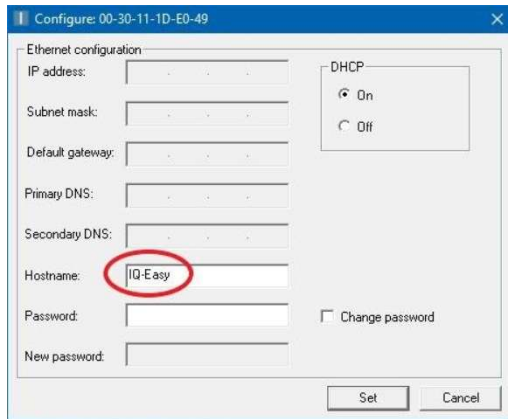 Configure: 00-30-11-1D-E0-49
Ethernet configuration
IP address:
DHCP
On
Off
Subnet mask:
Default gateway:
Primary DNS:
Secondary DNS:
Hostname: IQ-Easy
Password:
Change password
New password:
Set Cancel